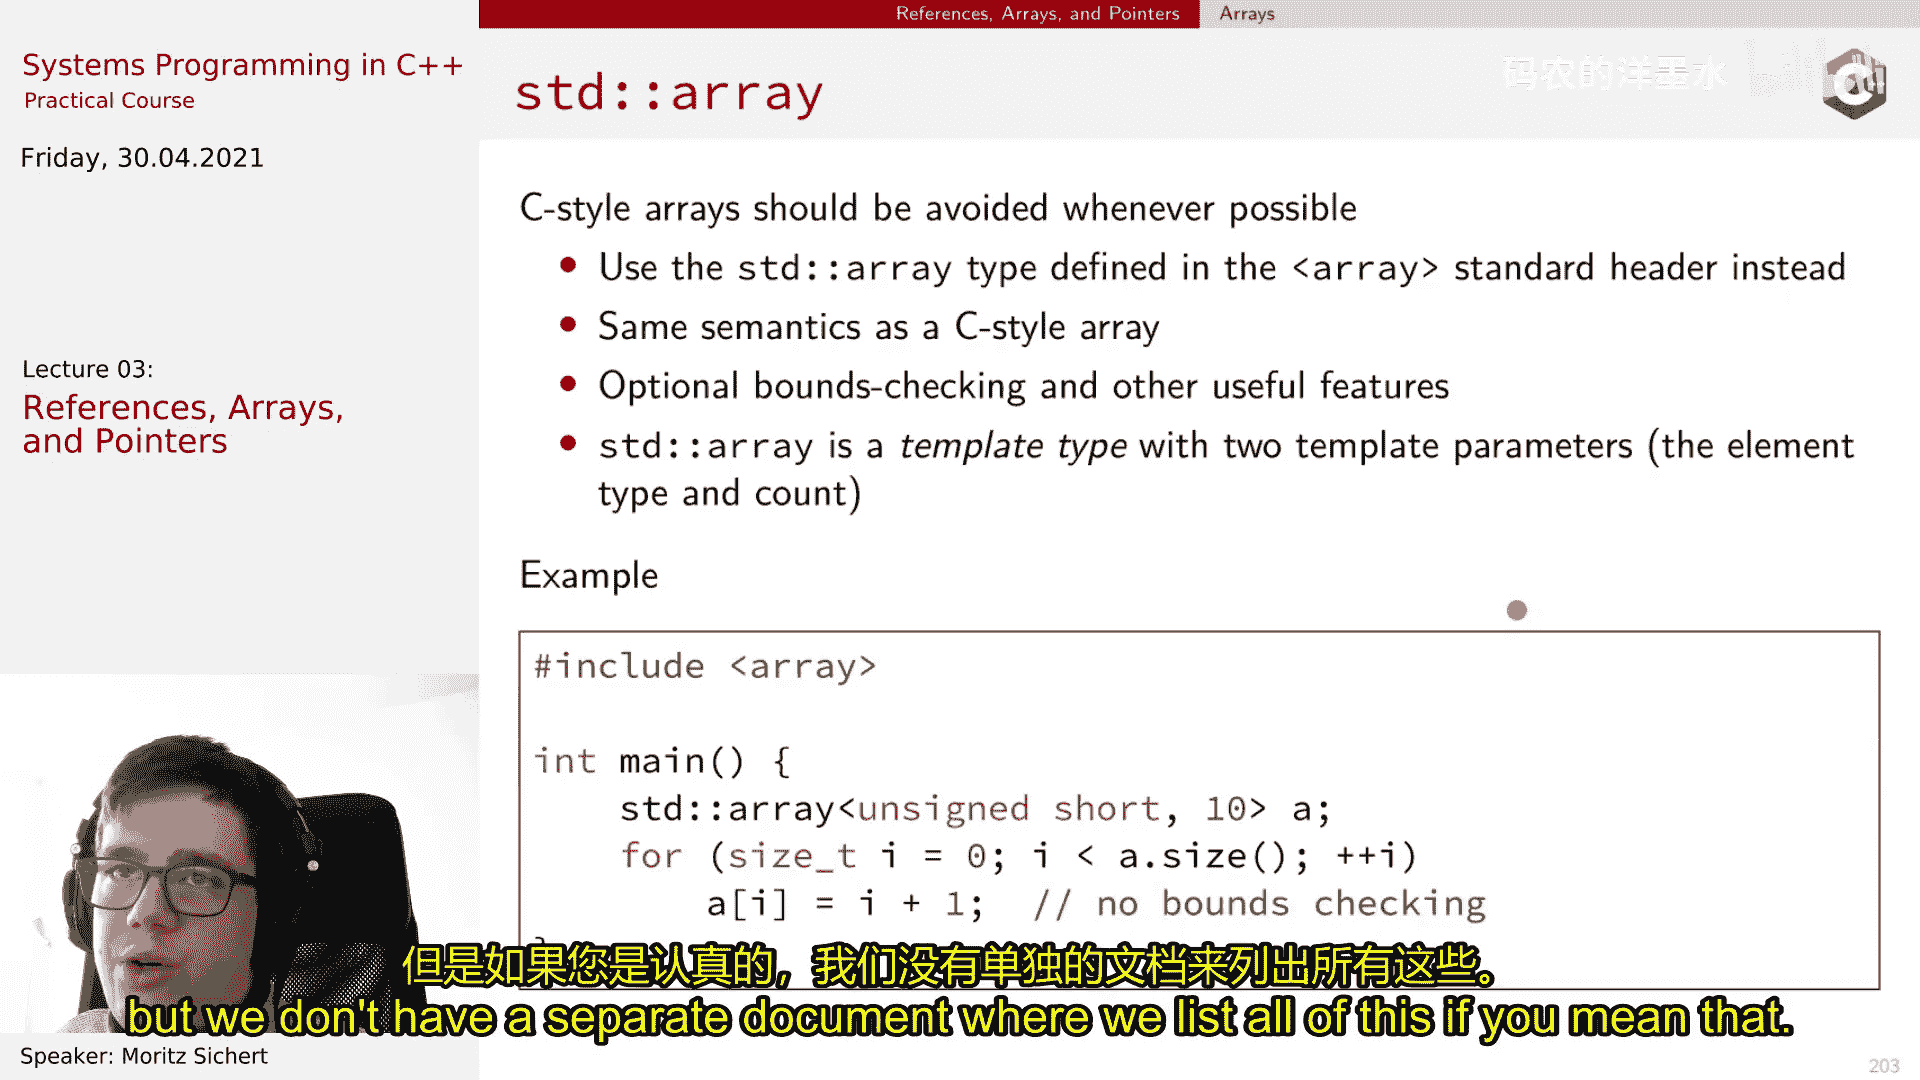 References, Arrays, and Pointers
Arrays
Systems Programming in C++
Practical Course
Friday, 30.04.2021
Lecture 03:
References, Arrays,
and Pointers
std::array
码农的洋墨水
C-style arrays should be avoided whenever possible
Use the std::array type defined in the <array> standard header instead
Same semantics as a C-style array
Optional bounds-checking and other useful features
std::array is a template type with two template parameters (the element
type and count)
Example
#include <array>
int main() {
std::array<unsigned short, 10> a;
for (size_t i = 0; i < a.size(); ++i)
a[i] = i + 1; // no bounds checking
但是如果您是认真的，我们没有单独的文档来列出所有这些。
but we don't have a separate document where we list all of this if you mean that.
Speaker: Moritz Sichert
203